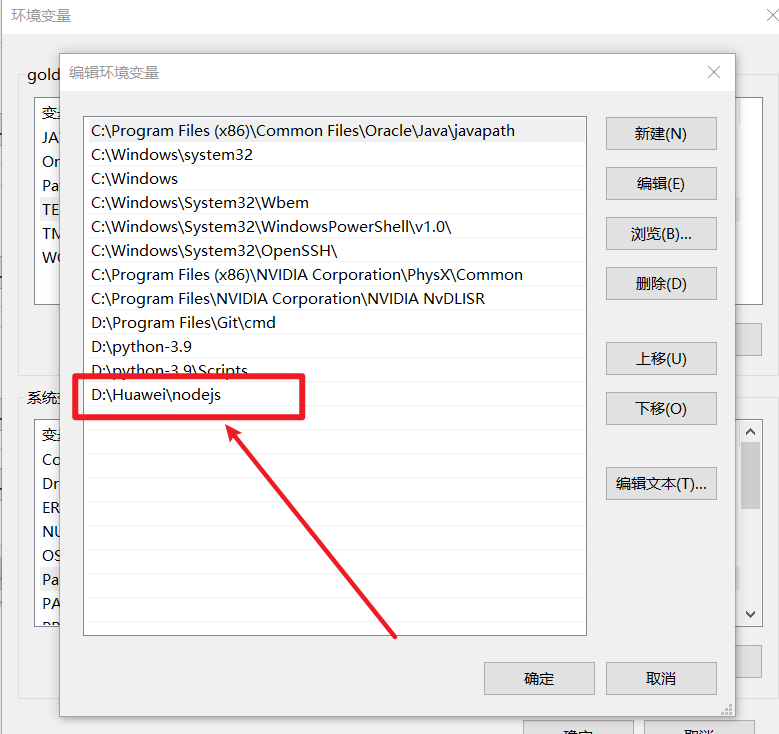 环境变量
gold
编辑环境变量
变
JA
Or
Pa
TE
TM
WC
C:\Program Files (x86)\Common Files\Oracle\Java\javapath
C:\Windows\system32
C:\Windows
C:\Windows\System32\Wbem
C:\Windows\System32\WindowsPowerShell\v1.0\
C:\Windows\System32\OpenSSH\
C:\Program Files (x86)\NVIDIA Corporation\PhysX\Common
C:\Program Files\NVIDIA Corporation\NVIDIA NvDLISR
D:\Program Files\Git\cmd
D:\python-3.9
D:\python-3.9\Scripts
D:\Huawei\nodejs
新建(N)
编辑(E)
浏览(B)...
删除(D)
上移(U)
下移(O)
编辑文本(T)...
系统变
变
Co
Dr
ER
NU
OS
Pa
PA
确定
取消
确定
取消